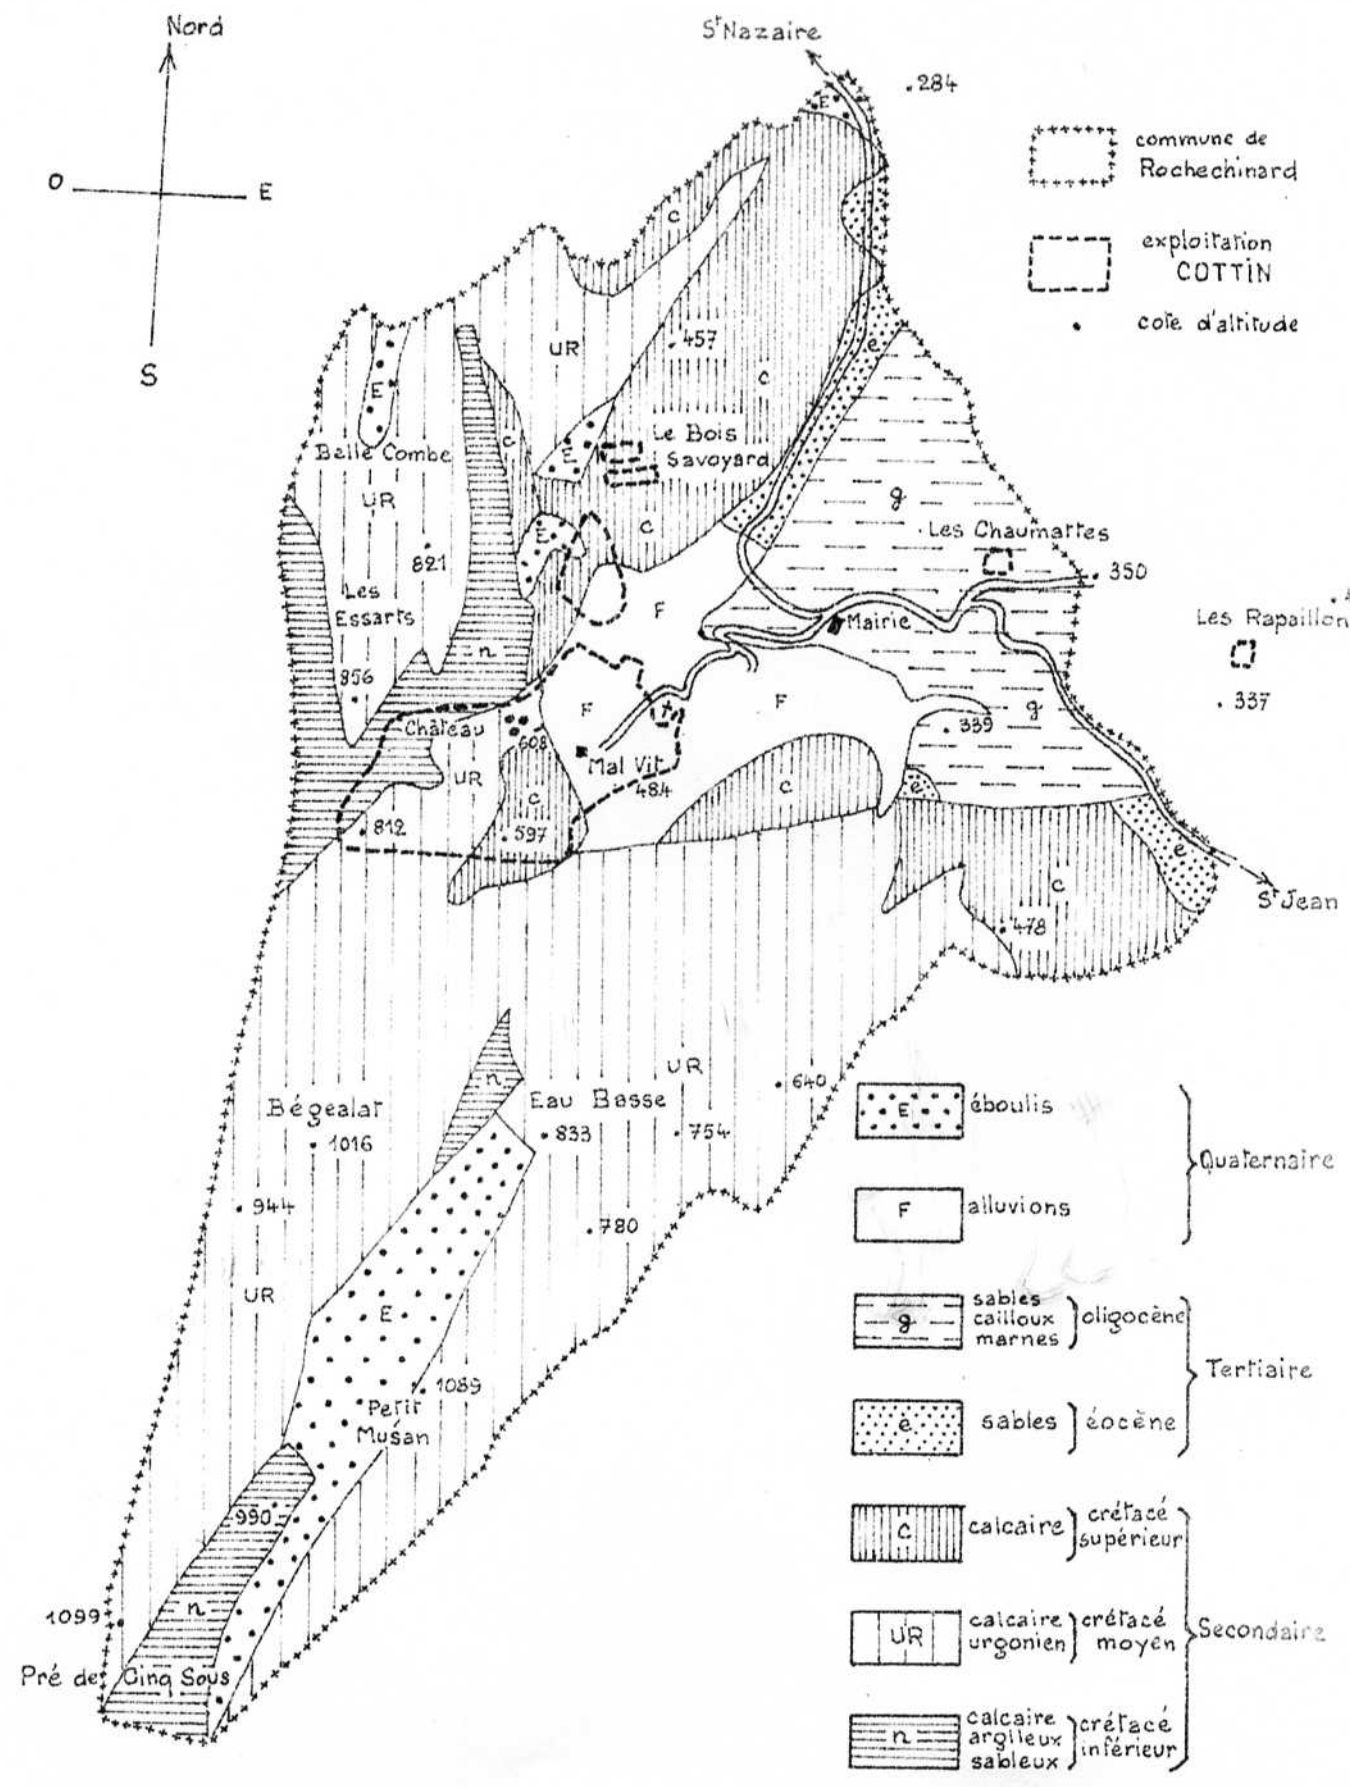 Nord
O
E
S
St Nazaire
E
284
commune de
Rochechinard
exploitation
COTTIN
cote d'altitude
C
UR
457
C
e
E
Belle Combe
UR
C
E
Le Bois
Savoyard
g
C
E
Les Chaumattes
821
350
Les
Essarts
F
Mairie
Les Rapaillon
n
856
337
F
F
g
Château
608
339
UR
Mal Vit
484
C
e
C
812
597
e
C
St Jean
478
UR
n
640
Bégealat
Eau Basse
1016
833
754
944
780
UR
E
1089
Petit
Musan
990
n
1099
Pré de Cinq Sous
E
éboulis
Quaternaire
F
alluvions
g
sables
cailloux
marnes
oligocène
Tertiaire
e
sables
éocène
C
calcaire
crétacé
supérieur
UR
calcaire
urgonien
crétacé
moyen
Secondaire
n
calcaire
argileux
sableux
crétacé
inférieur